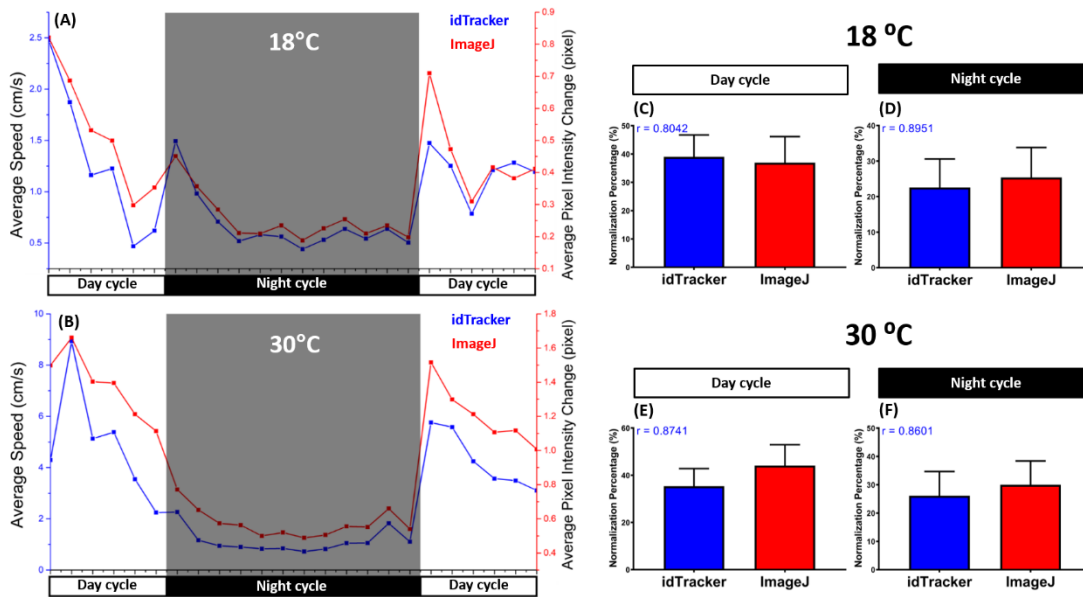 (A)
18°C
idTracker
ImageJ
Average Speed (cm/s)
2.5
2.0
1.5
1.0
0.5
Average Pixel Intensity Change (pixel)
0.9
0.8
0.7
0.6
0.5
0.4
0.3
0.2
0.1
Day cycle
Night cycle
Day cycle
(B)
30°C
idTracker
ImageJ
Average Speed (cm/s)
10
8
6
4
2
0
Average Pixel Intensity Change (pixel)
1.8
1.6
1.4
1.2
1.0
0.8
0.6
0.4
Day cycle
Night cycle
Day cycle
18 °C
Day cycle
Night cycle
(C)
r = 0.8042
Normalization Percentage (%)
50
40
30
20
10
0
idTracker
ImageJ
(D)
r = 0.8951
Normalization Percentage (%)
40
30
20
10
0
idTracker
ImageJ
30 °C
Day cycle
Night cycle
(E)
r = 0.8741
Normalization Percentage (%)
60
40
20
0
idTracker
ImageJ
(F)
r = 0.8601
Normalization Percentage (%)
50
40
30
20
10
0
idTracker
ImageJ